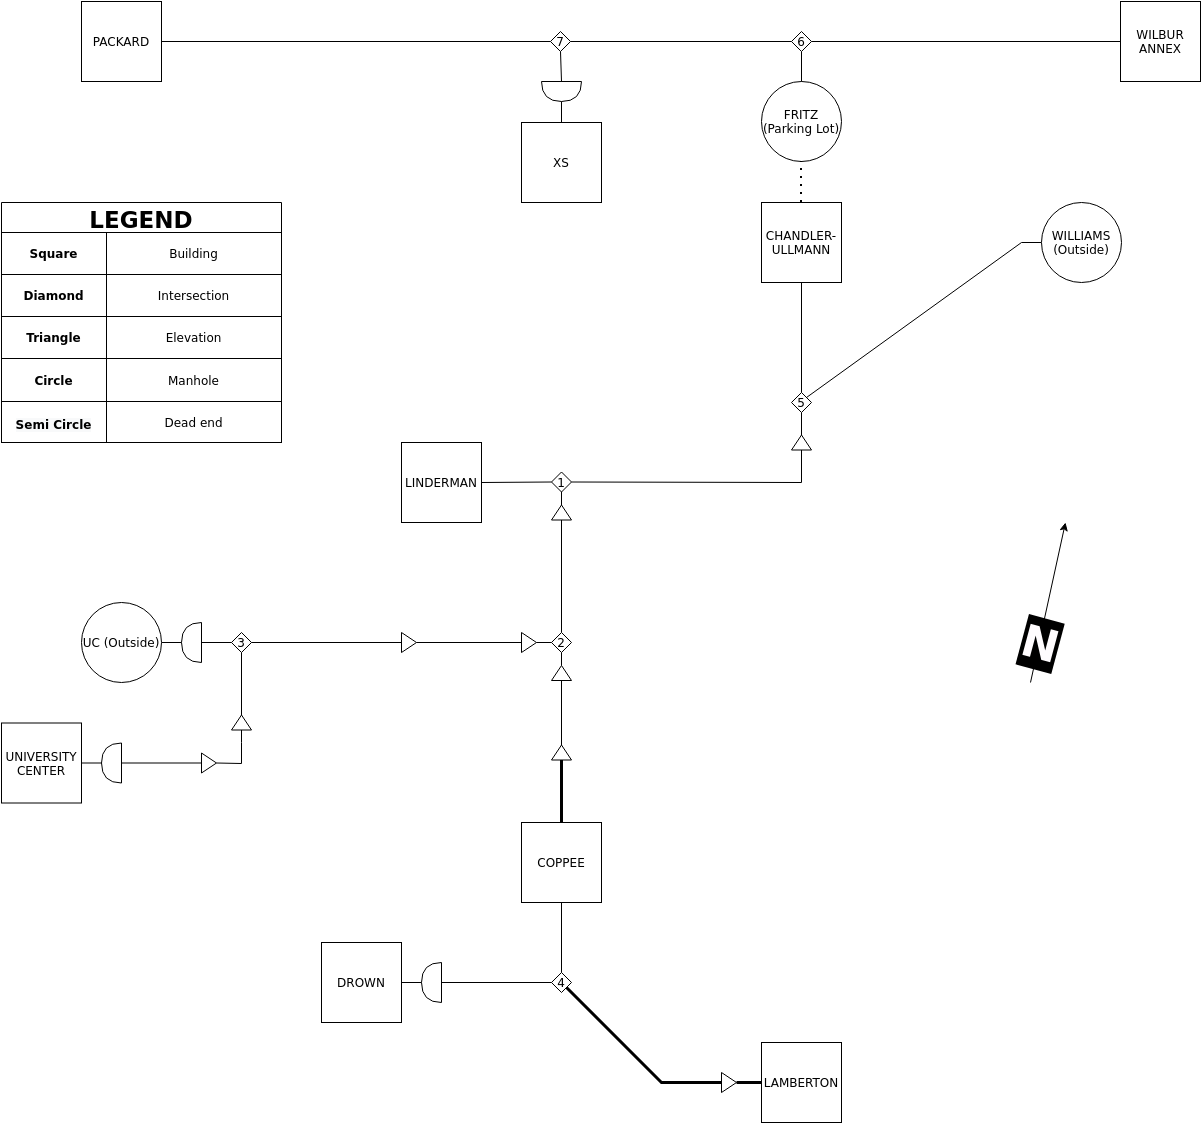 PACKARD
7
6
WILBUR
ANNEX
FRITZ
(Parking Lot)
XS
LEGEND
Square Building
Diamond Intersection
Triangle Elevation
Circle Manhole
Semi Circle Dead end
CHANDLER-
ULLMANN
WILLIAMS
(Outside)
5
LINDERMAN
1
UC (Outside)
3
2
N
UNIVERSITY
CENTER
COPPEE
DROWN
4
LAMBERTON